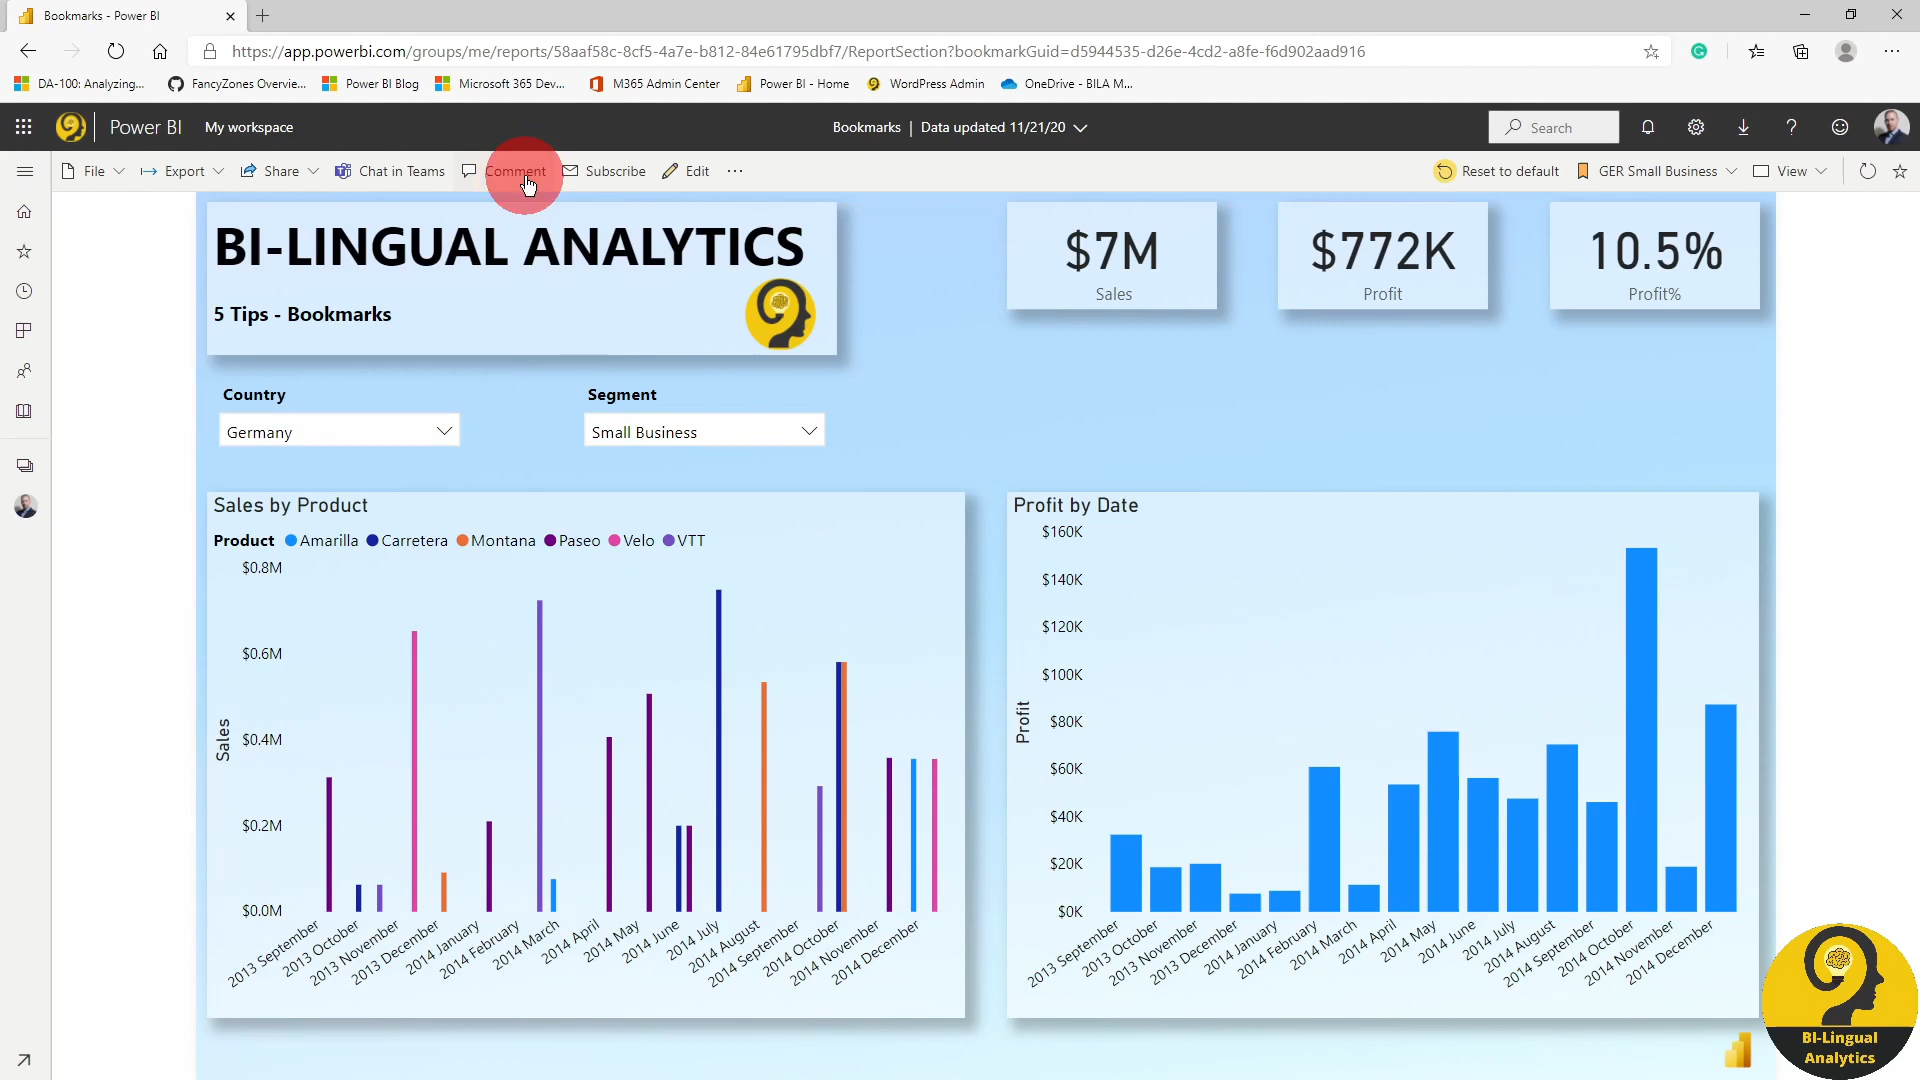 Bookmarks - Power BI
https://app.powerbi.com/groups/me/reports/58aaf58c-8cf5-4a7e-b812-84e61795dbf7/ReportSection?bookmarkGuid=d5944535-d26e-4cd2-a8fe-f6d902aad916
DA-100: Analyzing... FancyZones Overvie... Power BI Blog Microsoft 365 Dev... M365 Admin Center Power BI - Home WordPress Admin OneDrive - BILA M...
Power BI My workspace Bookmarks | Data updated 11/21/20 Search
File Export Share Chat in Teams Comment Subscribe Edit ... Reset to default GER Small Business View
BI-LINGUAL ANALYTICS
5 Tips - Bookmarks
$7M
Sales
$772K
Profit
10.5%
Profit%
Country
Germany
Segment
Small Business
Sales by Product
Product Amarilla Carretera Montana Paseo Velo VTT
$0.8M
$0.6M
$0.4M
$0.2M
$0.0M
Sales
2013 September
2013 October
2013 November
2013 December
2014 January
2014 February
2014 March
2014 April
2014 May
2014 June
2014 July
2014 August
2014 September
2014 October
2014 November
2014 December
Profit by Date
$160K
$140K
$120K
$100K
$80K
$60K
$40K
$20K
$0K
Profit
2013 September
2013 October
2013 November
2013 December
2014 January
2014 February
2014 March
2014 April
2014 May
2014 June
2014 July
2014 August
2014 September
2014 October
2014 November
2014 December
BI-Lingual
Analytics